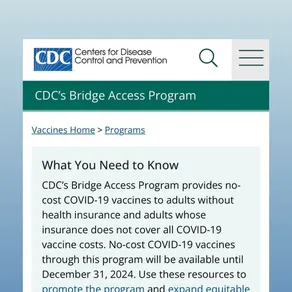 CDC Centers for Disease
Control and Prevention
CDC's Bridge Access Program
Vaccines Home > Programs
What You Need to Know
CDC's Bridge Access Program provides no-
cost COVID-19 vaccines to adults without
health insurance and adults whose
insurance does not cover all COVID-19
vaccine costs. No-cost COVID-19 vaccines
through this program will be available until
December 31, 2024. Use these resources to
promote the program and expand equitable